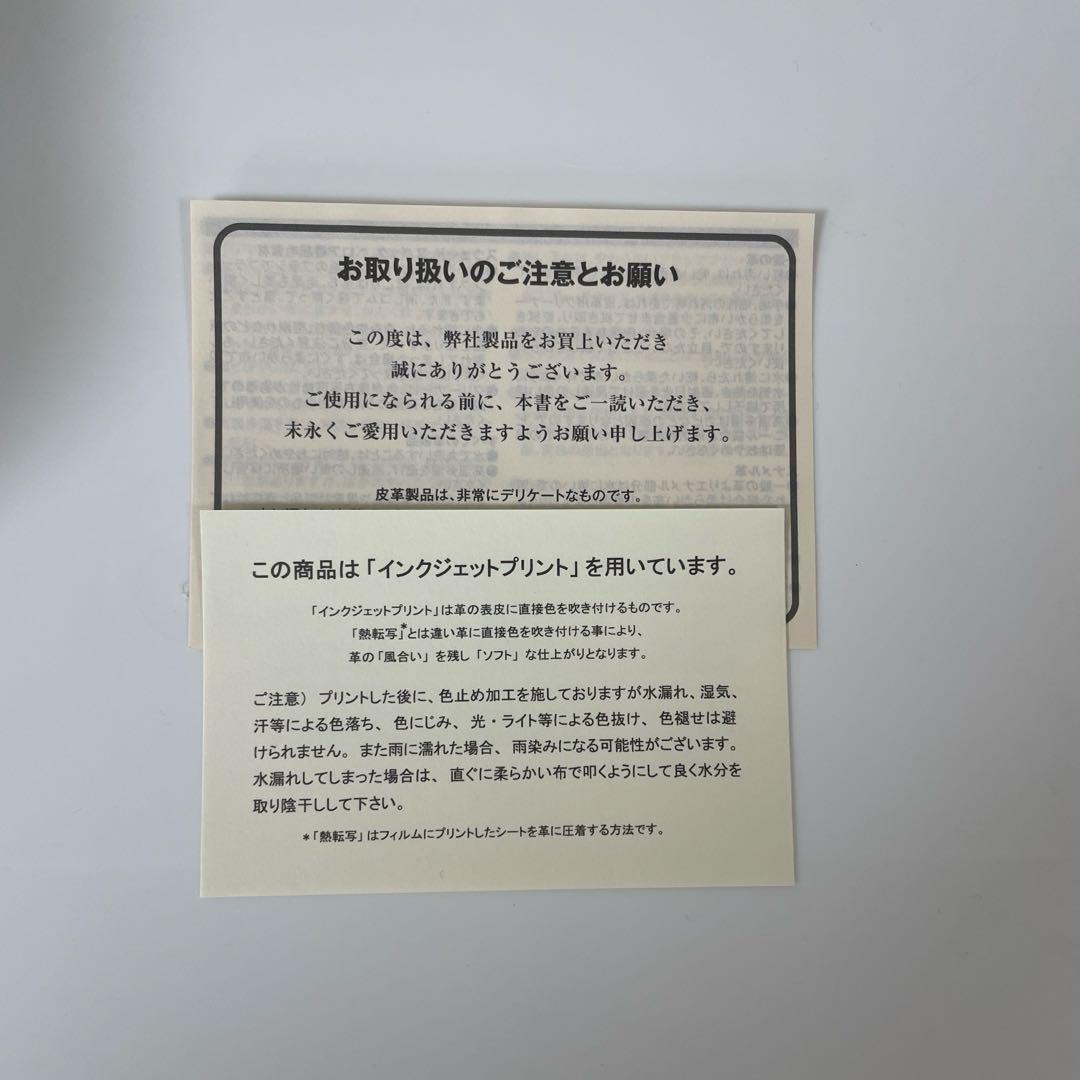 お取り扱いのご注意とお願い
この度は、弊社製品をお買上いただき
誠にありがとうございます。
ご使用になられる前に、本書をご一読いただき、
末永くご愛用いただきますようお願い申し上げます。
皮革製品は、非常にデリケートなものです。
この商品は「インクジェットプリント」を用いています。
「インクジェットプリント」は革の表皮に直接色を吹き付けるものです。
「熱転写」*とは違い革に直接色を吹き付ける事により、
革の「風合い」を残し「ソフト」な仕上がりとなります。
ご注意）プリントした後に、色止め加工を施しておりますが水漏れ、湿気、
汗等による色落ち、色にじみ、光・ライト等による色抜け、色褪せは避
けられません。また雨に濡れた場合、雨染みになる可能性がございます。
水漏れしてしまった場合は、直ぐに柔らかい布で叩くようにして良く水分を
取り陰干しして下さい。
*「熱転写」はフィルムにプリントしたシートを革に圧着する方法です。